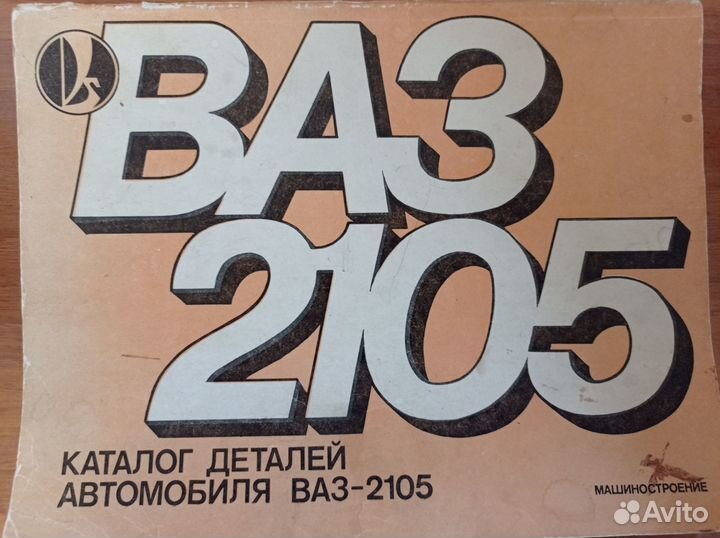 ВАЗ
2105
КАТАЛОГ ДЕТАЛЕЙ
АВТОМОБИЛЯ ВАЗ-2105
МАШИНОСТРОЕНИЕ
Avito